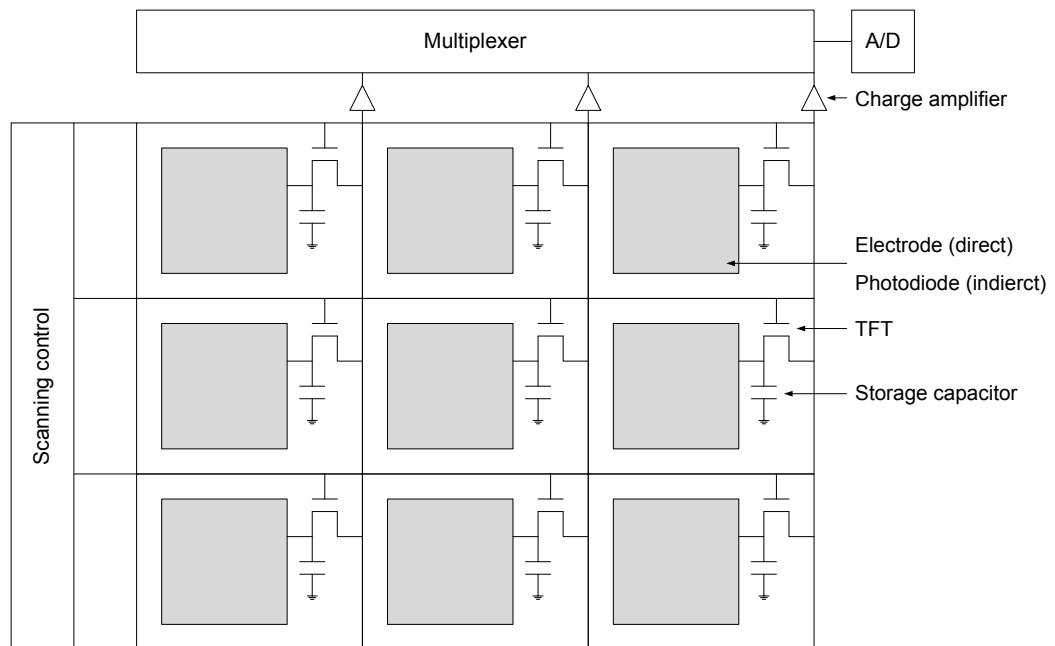 Multiplexer
A/D
Charge amplifier
Scanning control
Electrode (direct)
Photodiode (indierct)
TFT
Storage capacitor